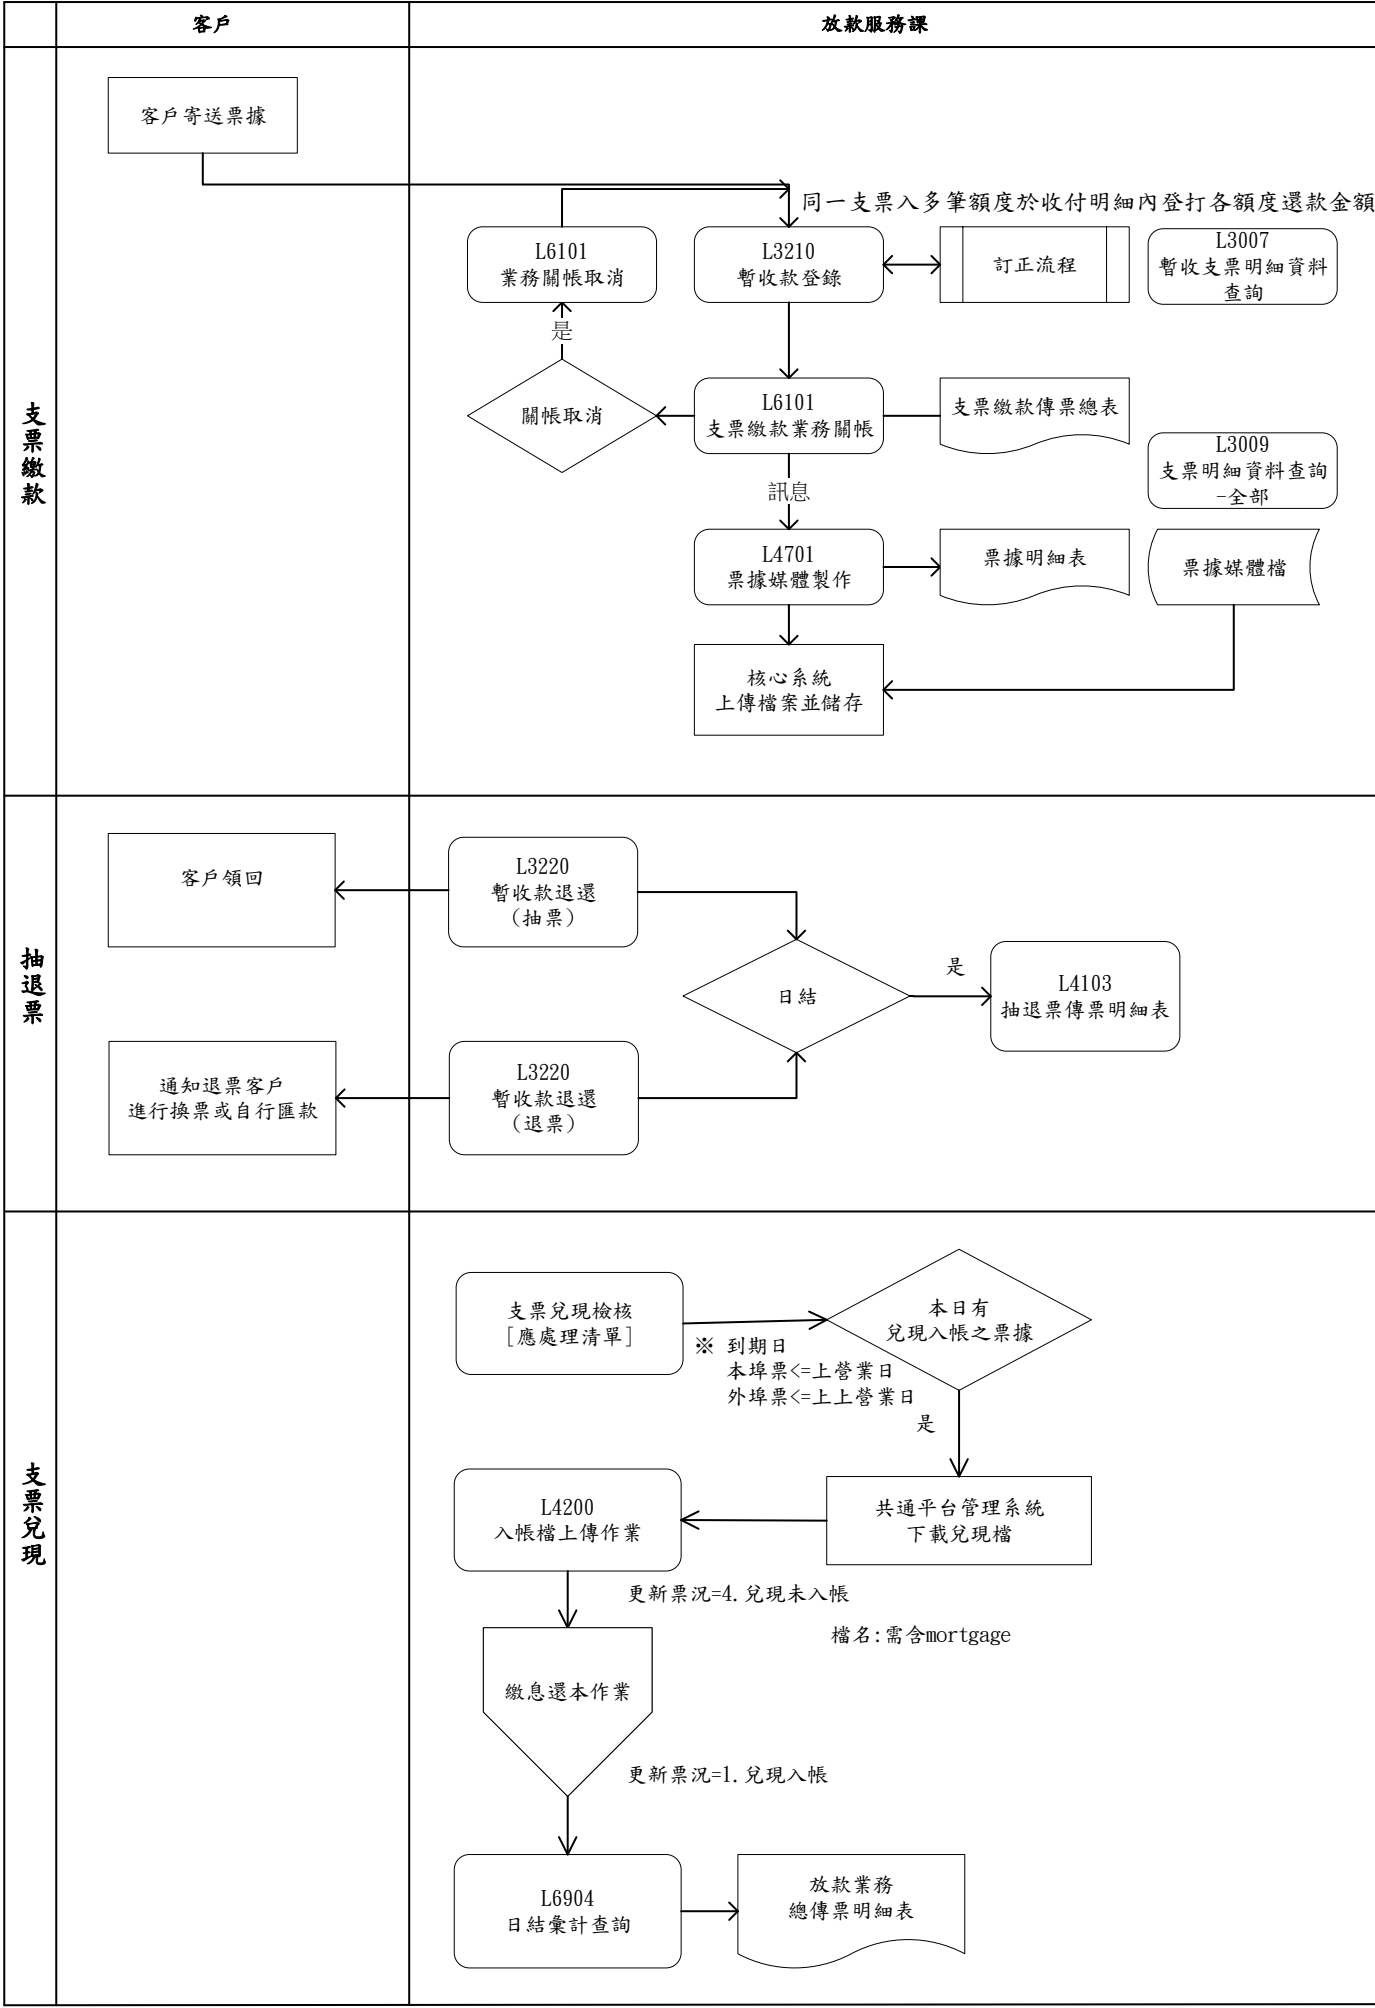 客戶
放款服務課
支票繳款
客戶寄送票據
同一支票入多筆額度於收付明細內登打各額度還款金額
L6101
業務關帳取消
L3210
暫收款登錄
訂正流程
L3007
暫收支票明細資料
查詢
是
關帳取消
L6101
支票繳款業務關帳
支票繳款傳票總表
L3009
支票明細資料查詢
-全部
訊息
L4701
票據媒體製作
票據明細表
票據媒體檔
核心系統
上傳檔案並儲存
抽退票
客戶領回
L3220
暫收款退還
(抽票)
日結
是
L4103
抽退票傳票明細表
通知退票客戶
進行換票或自行匯款
L3220
暫收款退還
(退票)
支票兌現
支票兌現檢核
[應處理清單]
本日有
兌現入帳之票據
※ 到期日
本埠票<=上營業日
外埠票<=上上營業日
是
L4200
入帳檔上傳作業
共通平台管理系統
下載兌現檔
更新票況=4.兌現未入帳
檔名:需含mortgage
繳息還本作業
更新票況=1.兌現入帳
L6904
日結彙計查詢
放款業務
總傳票明細表